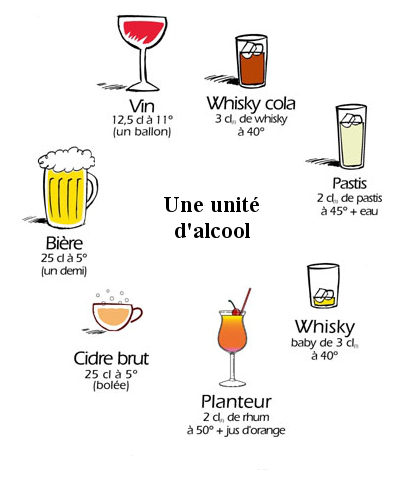 Vin
12,5 cl à 11°
(un ballon)
Whisky cola
3 cl, de whisky
à 40°
Pastis
2 cl, de pastis
à 45° + eau
Une unité
d'alcool
Bière
25 cl à 5°
(un demi)
Whisky
baby de 3 cl,
à 40°
Cidre brut
25 cl à 5°
(bolée)
Planteur
2 cl, de rhum
à 50° + jus d'orange